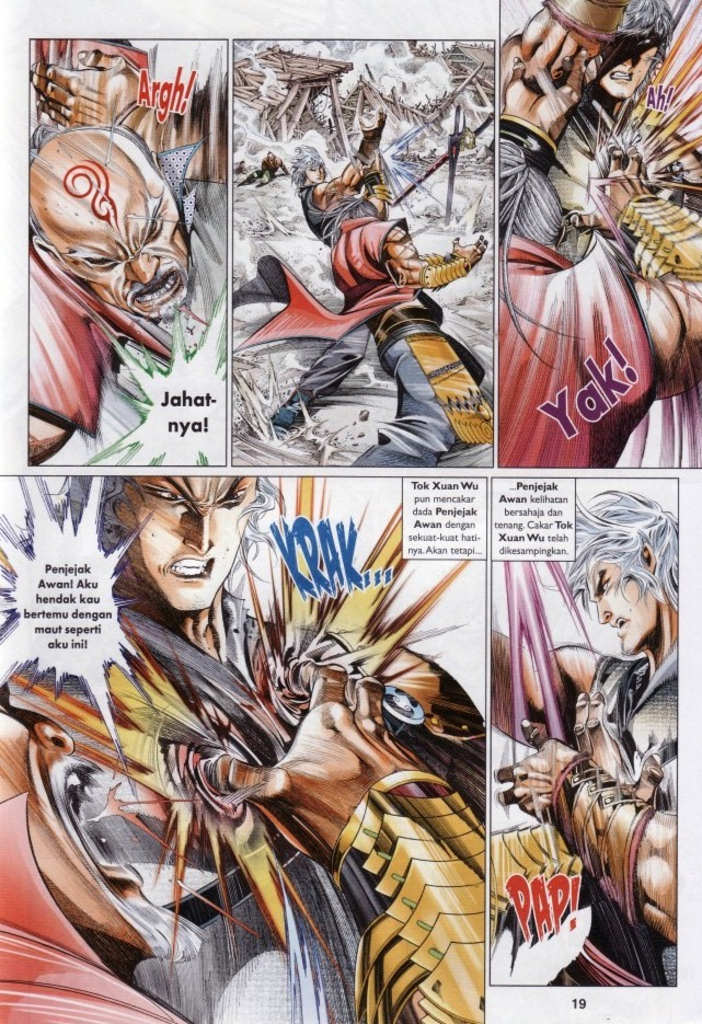 Argh!
Jahat-
nya!
Ah!
Yak!
Penjejak
Awan! Aku
hendak kau
bertemu dengan
maut seperti
aku ini!
KRAK...
Tok Xuan Wu
pun mencakar
dada Penjejak
Awan dengan
sekuat-kuat hati-
nya. Akan tetapi...
...Penjejak
Awan kelihatan
bersahaja dan
tenang. Cakar Tok
Xuan Wu telah
dikesampingkan.
PAP!
19